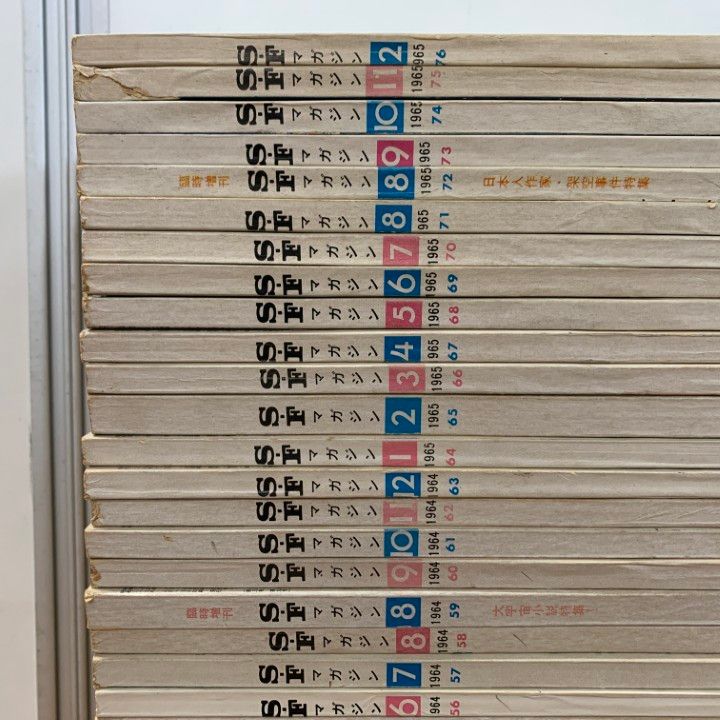 S-Fマガジン 12 1965 76
S-Fマガジン 11 1965 75
S-Fマガジン 10 1965 74
S-Fマガジン 9 1965 73
臨時増刊 S-Fマガジン 8 1965 72 日本人作家・架空事件特集
S-Fマガジン 8 1965 71
S-Fマガジン 7 1965 70
S-Fマガジン 6 1965 69
S-Fマガジン 5 1965 68
S-Fマガジン 4 1965 67
S-Fマガジン 3 1965 66
S-Fマガジン 2 1965 65
S-Fマガジン 1 1965 64
S-Fマガジン 12 1964 63
S-Fマガジン 11 1964 62
S-Fマガジン 10 1964 61
S-Fマガジン 9 1964 60
臨時増刊 S-Fマガジン 8 1964 59 大宇宙小説特集!
S-Fマガジン 8 1964 58
S-Fマガジン 7 1964 57
S-Fマガジン 6 1964 56